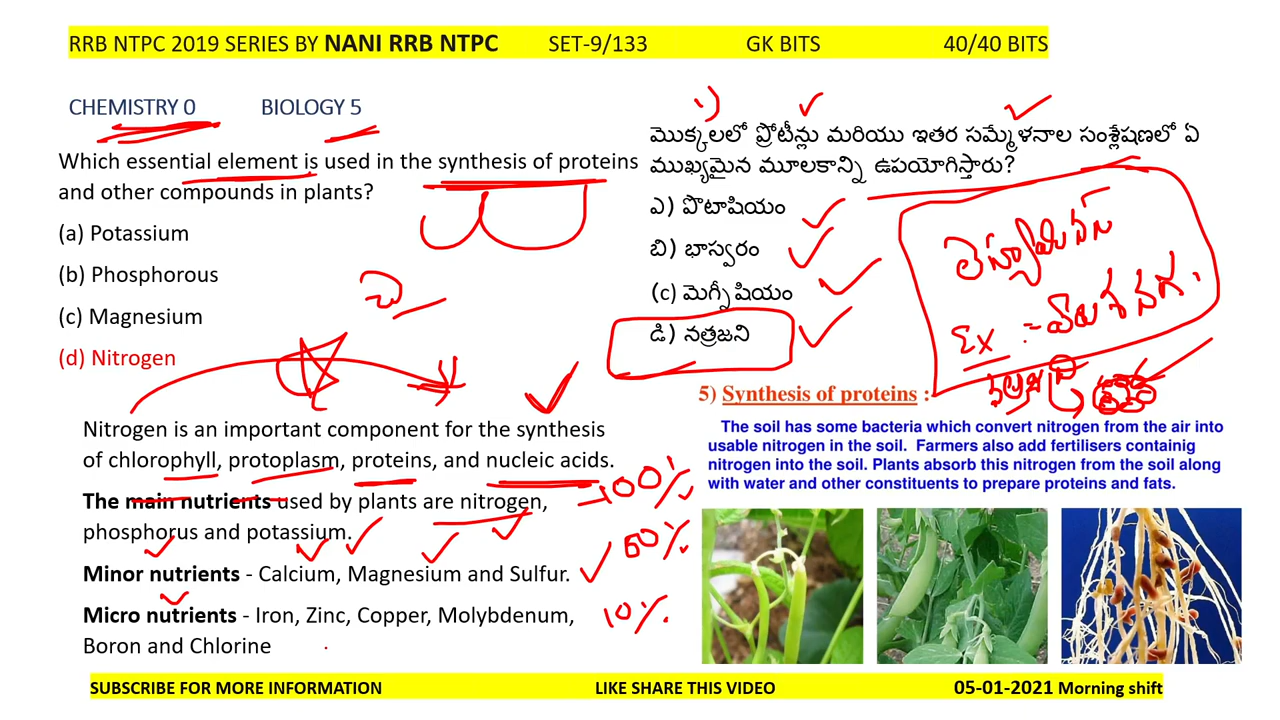 RRB NTPC 2019 SERIES BY NANI RRB NTPC SET-9/133 GK BITS 40/40 BITS
CHEMISTRY 0 BIOLOGY 5
Which essential element is used in the synthesis of proteins
and other compounds in plants?
(a) Potassium
(b) Phosphorous
(c) Magnesium
(d) Nitrogen
Nitrogen is an important component for the synthesis
of chlorophyll, protoplasm, proteins, and nucleic acids.
The main nutrients used by plants are nitrogen,
phosphorus and potassium.
Minor nutrients - Calcium, Magnesium and Sulfur.
Micro nutrients - Iron, Zinc, Copper, Molybdenum,
Boron and Chlorine
100%
50%
10%
మొక్కలలో ప్రోటీన్లు మరియు ఇతర సమ్మేళనాల సంశ్లేషణలో ఏ
ముఖ్యమైన మూలకాన్ని ఉపయోగిస్తారు?
ఎ) పొటాషియం
బి) భాస్వరం
(c) మెగ్నీషియం
డి) నత్రజని
Ex :- వేరుశనగ
5) Synthesis of proteins :
The soil has some bacteria which convert nitrogen from the air into
usable nitrogen in the soil. Farmers also add fertilisers containig
nitrogen into the soil. Plants absorb this nitrogen from the soil along
with water and other constituents to prepare proteins and fats.
SUBSCRIBE FOR MORE INFORMATION LIKE SHARE THIS VIDEO 05-01-2021 Morning shift